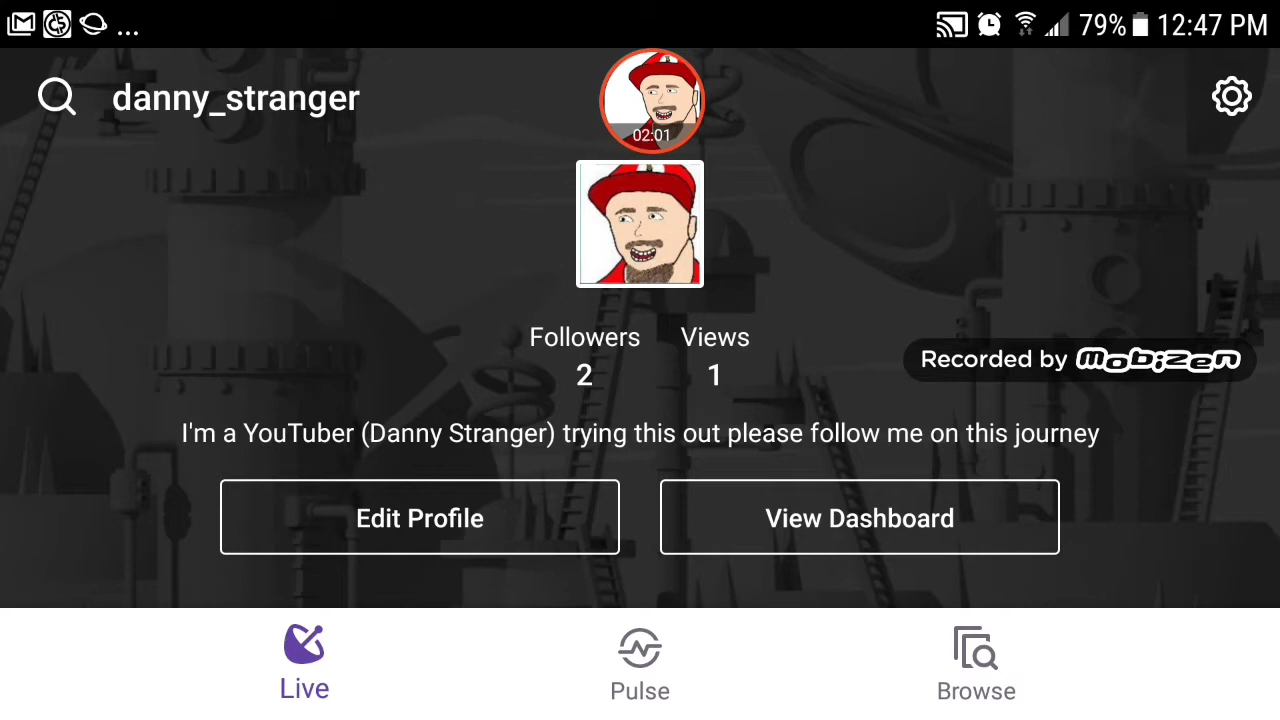 ... 79% 12:47 PM
danny_stranger
02:01
Followers Views
2 1
Recorded by mobizen
I'm a YouTuber (Danny Stranger) trying this out please follow me on this journey
Edit Profile View Dashboard
Live Pulse Browse